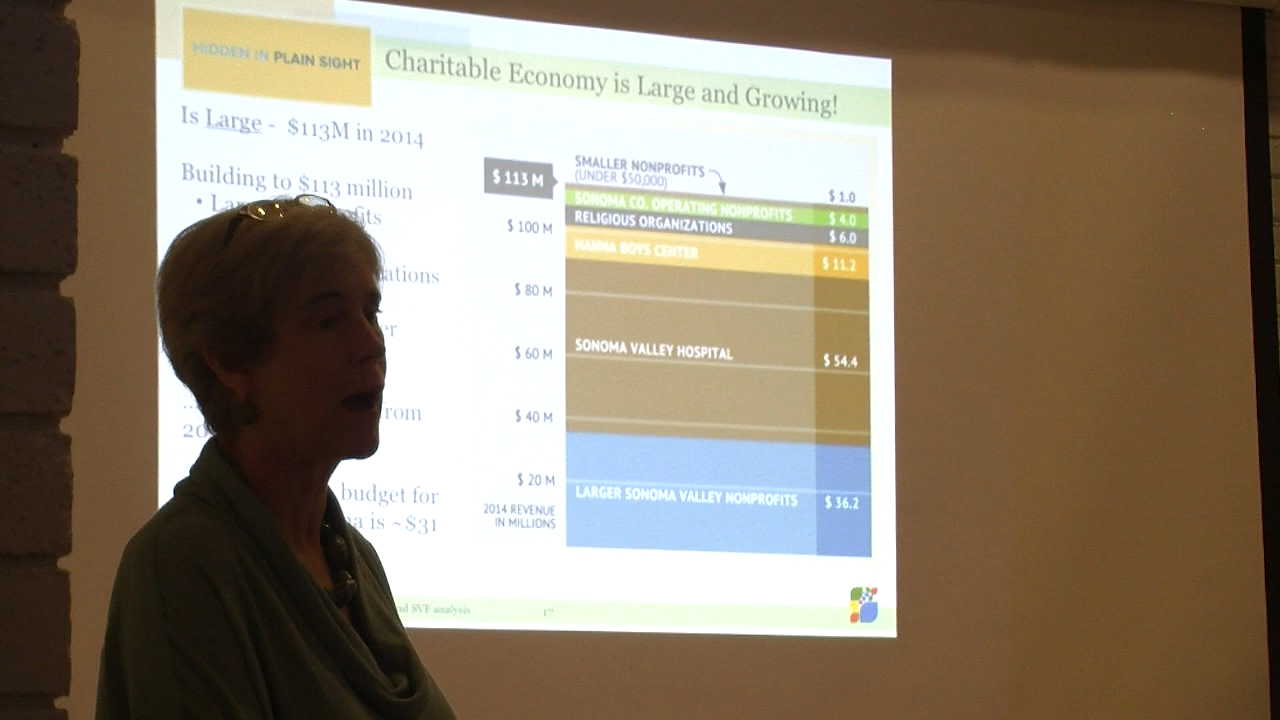 HIDDEN IN PLAIN SIGHT
Charitable Economy is Large and Growing!
Is Large - $113M in 2014
Building to $113 million
•
ations
rom
budget for
is ~$31
$ 113 M
$ 100 M
$ 80 M
$ 60 M
$ 40 M
$ 20 M
2014 REVENUE
IN MILLIONS
SMALLER NONPROFITS
(UNDER $50,000)
$ 1.0
SONOMA CO. OPERATING NONPROFITS
$ 4.0
RELIGIOUS ORGANIZATIONS
$ 6.0
HANNA BOYS CENTER
$ 11.2
SONOMA VALLEY HOSPITAL
$ 54.4
LARGER SONOMA VALLEY NONPROFITS
$ 36.2
SVF analysis
17